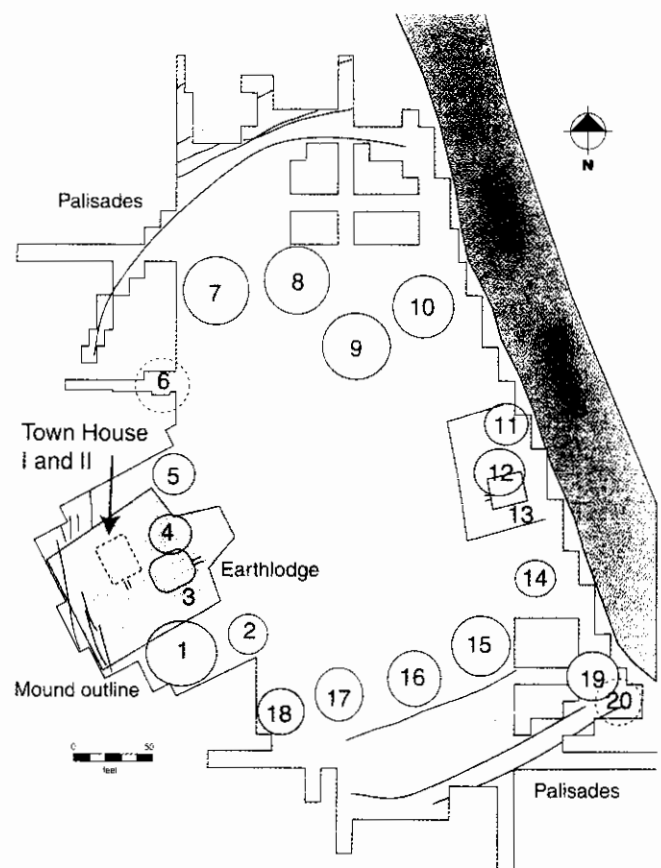 N
Palisades
7
8
9
10
6
11
Town House
I and II
5
12
13
4
Earthlodge
14
3
2
15
1
16
19
Mound outline
17
20
18
0 50
feet
Palisades